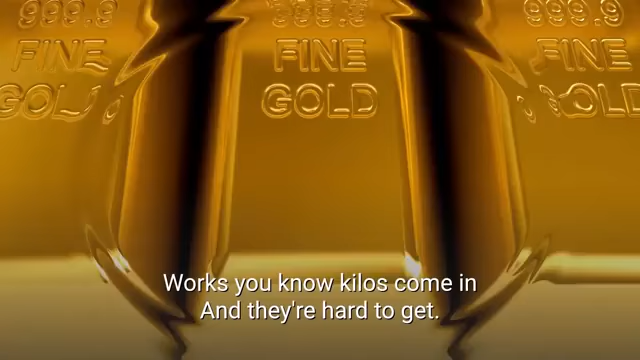 999.9 999.9
FINE FINE FINE
GOLD GOLD
Works you know kilos come in
And they're hard to get.